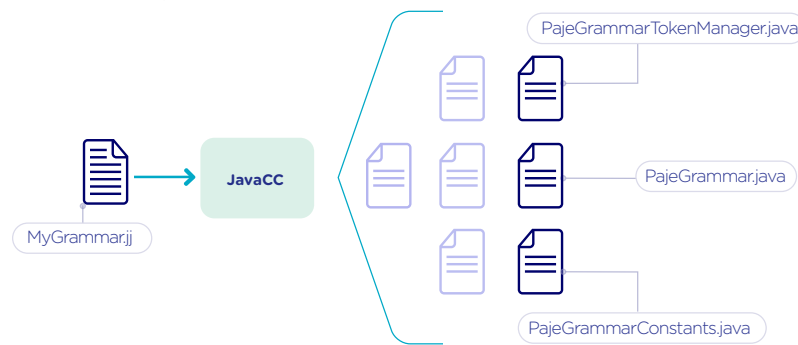 PajeGrammarTokenManager.java
JavaCC
PajeGrammar.java
MyGrammar.jj
PajeGrammarConstants.java